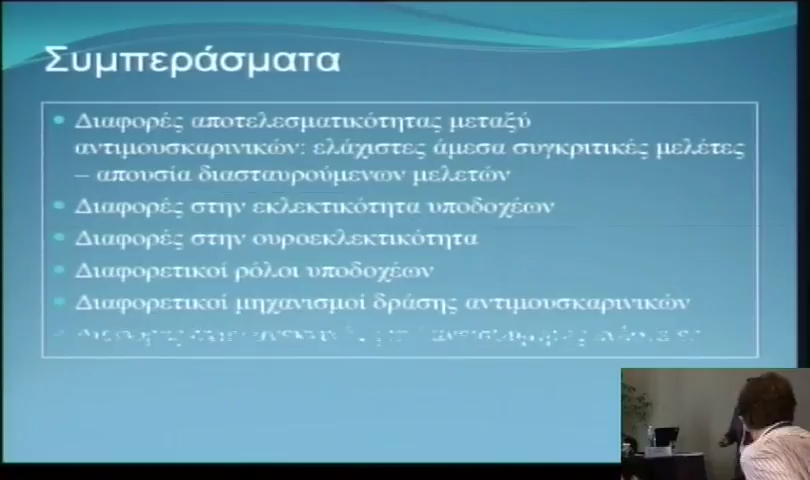 Συμπεράσματα
• Διαφορές αποτελεσματικότητας μεταξύ
αντιμουσκαρινικών: ελάχιστες άμεσα συγκριτικές μελέτες
– απουσία διασταυρούμενων μελετών
• Διαφορές στην εκλεκτικότητα υποδοχέων
• Διαφορές στην ουροεκλεκτικότητα
• Διαφορετικοί ρόλοι υποδοχέων
• Διαφορετικοί μηχανισμοί δράσης αντιμουσκαρινικών